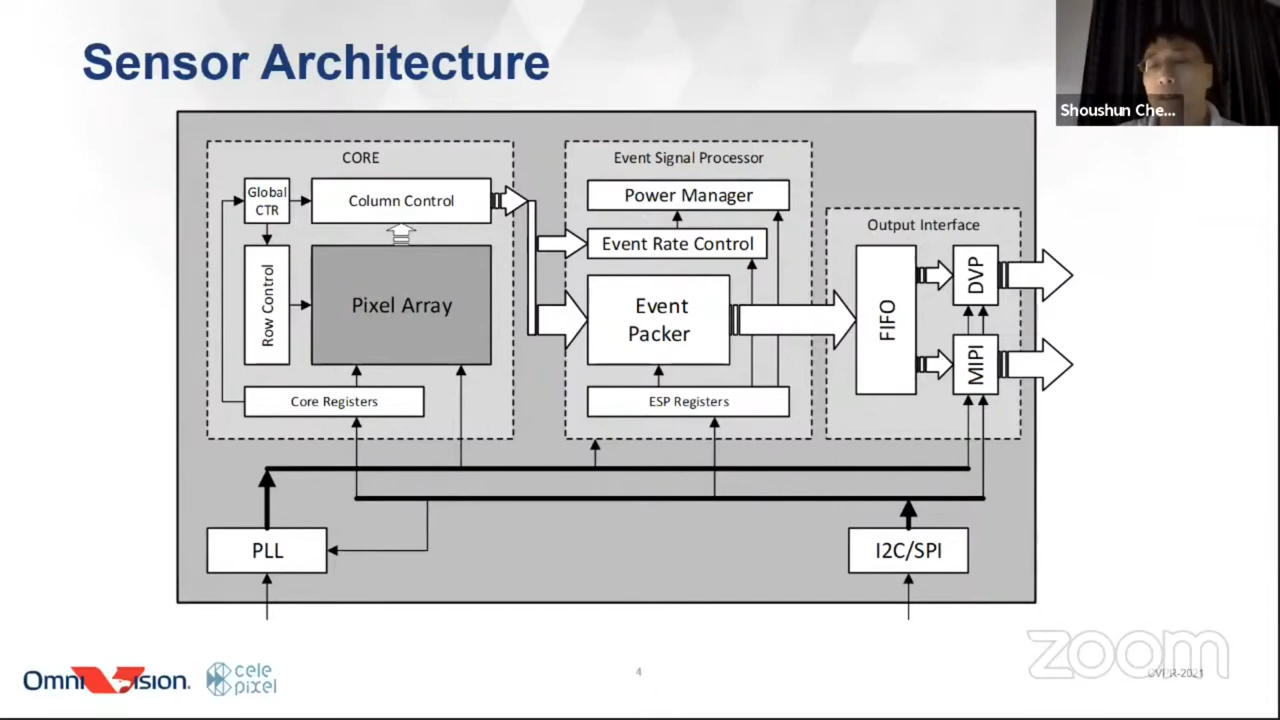 Sensor Architecture
Shoushun Che...
CORE
Global
CTR
Column Control
Row Control
Pixel Array
Core Registers
Event Signal Processor
Power Manager
Event Rate Control
Event
Packer
ESP Registers
Output Interface
FIFO
DVP
MIPI
PLL
I2C/SPI
OmniVision.
cele
pixel
4
zoom
CVPR-2021